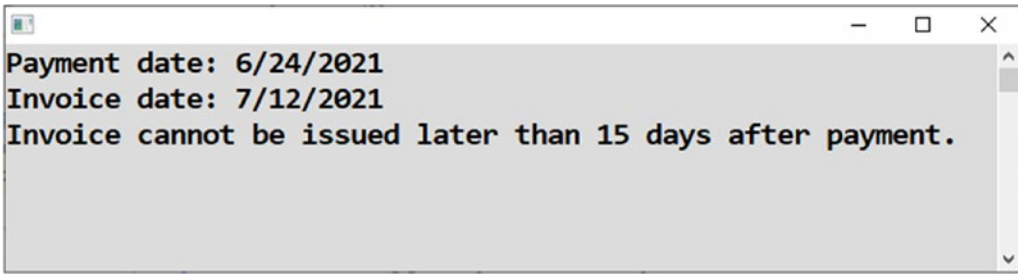 Payment date: 6/24/2021
Invoice date: 7/12/2021
Invoice cannot be issued later than 15 days after payment.